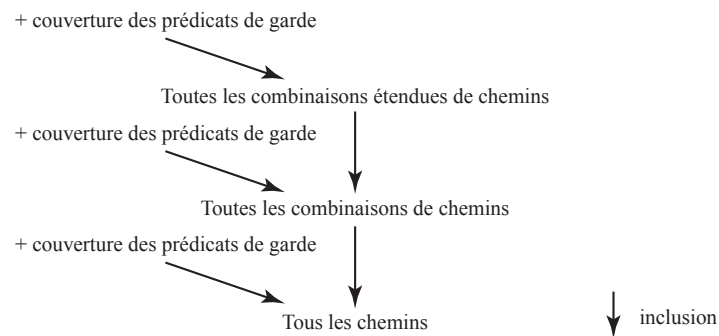 + couverture des prédicats de garde
Toutes les combinaisons étendues de chemins
+ couverture des prédicats de garde
Toutes les combinaisons de chemins
+ couverture des prédicats de garde
Tous les chemins
inclusion